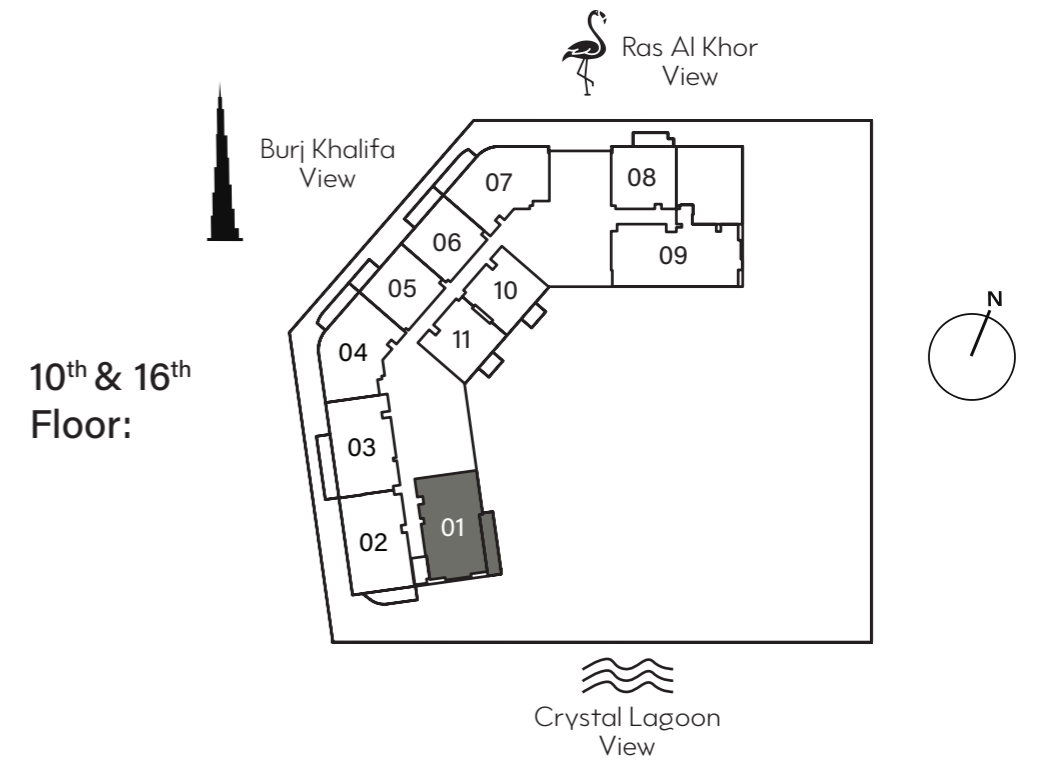 Ras Al Khor
View
Burj Khalifa
View
07
08
06
09
05
10
N
11
04
10th & 16th
Floor:
03
01
02
Crystal Lagoon
View